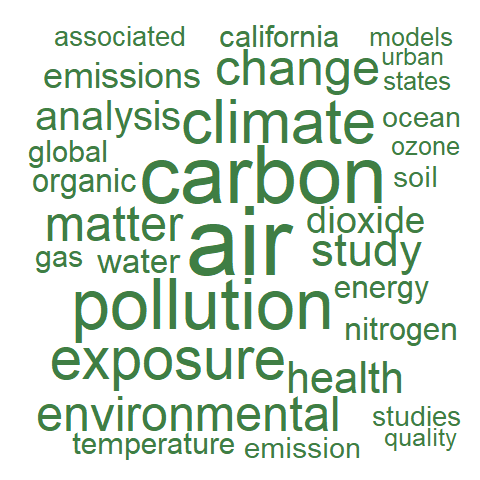 associated california models
emissions change urban
states
analysis climate ocean
global carbon ozone
organic soil
matter air dioxide
gas water study
pollution energy
nitrogen
exposure health
environmental studies
temperature emission quality